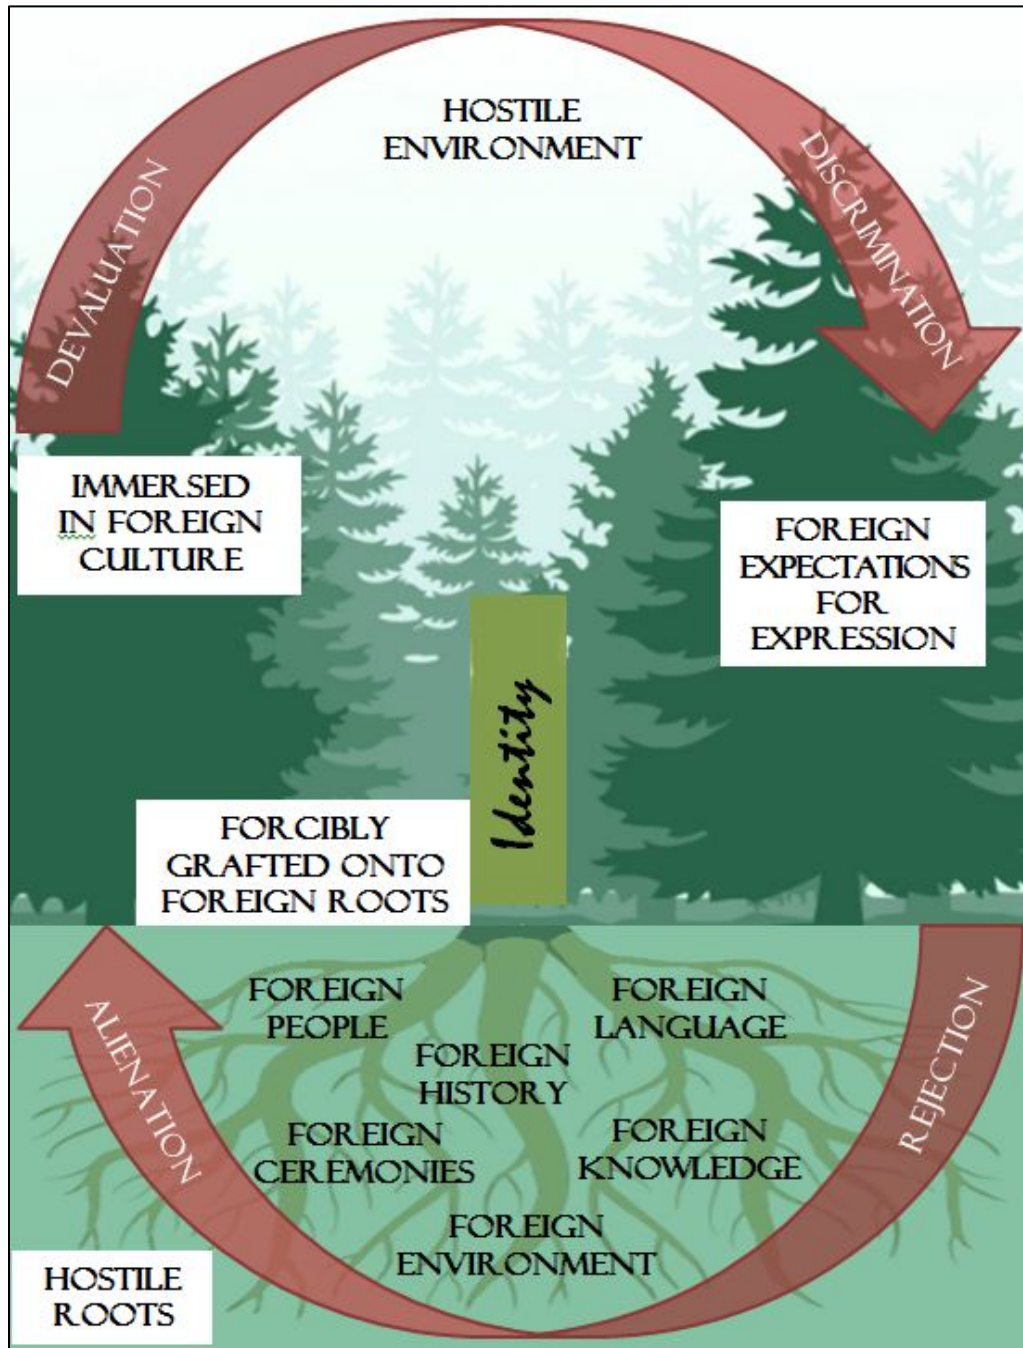 HOSTILE
ENVIRONMENT
DEVALUATION
DISCRIMINATION
IMMERSED
IN FOREIGN
CULTURE
FOREIGN
EXPECTATIONS
FOR
EXPRESSION
Identity
FORCIBLY
GRAFTED ONTO
FOREIGN ROOTS
ALIENATION
REJECTION
FOREIGN
PEOPLE
FOREIGN
LANGUAGE
FOREIGN
HISTORY
FOREIGN
CEREMONIES
FOREIGN
KNOWLEDGE
FOREIGN
ENVIRONMENT
HOSTILE
ROOTS